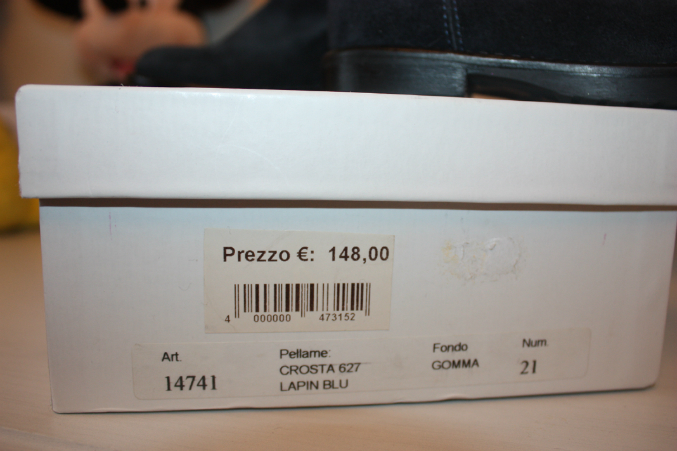 Prezzo €: 148,00
4 000000 473152
Art. Pellame: Fondo Num.
14741 CROSTA 627 GOMMA 21
LAPIN BLU